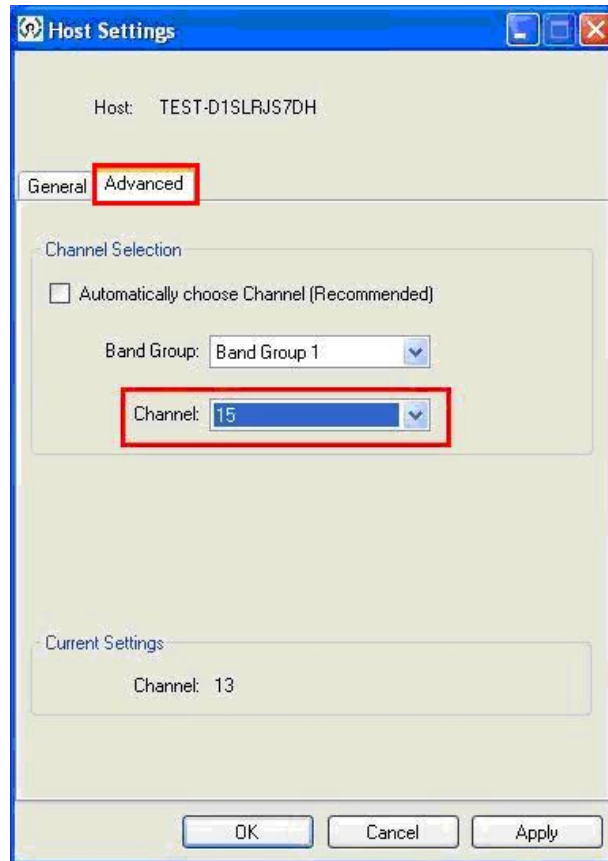 Host Settings
Host: TEST-D1SLRJS7DH
General Advanced
Channel Selection
Automatically choose Channel (Recommended)
Band Group: Band Group 1
Channel: 15
Current Settings
Channel: 13
OK Cancel Apply